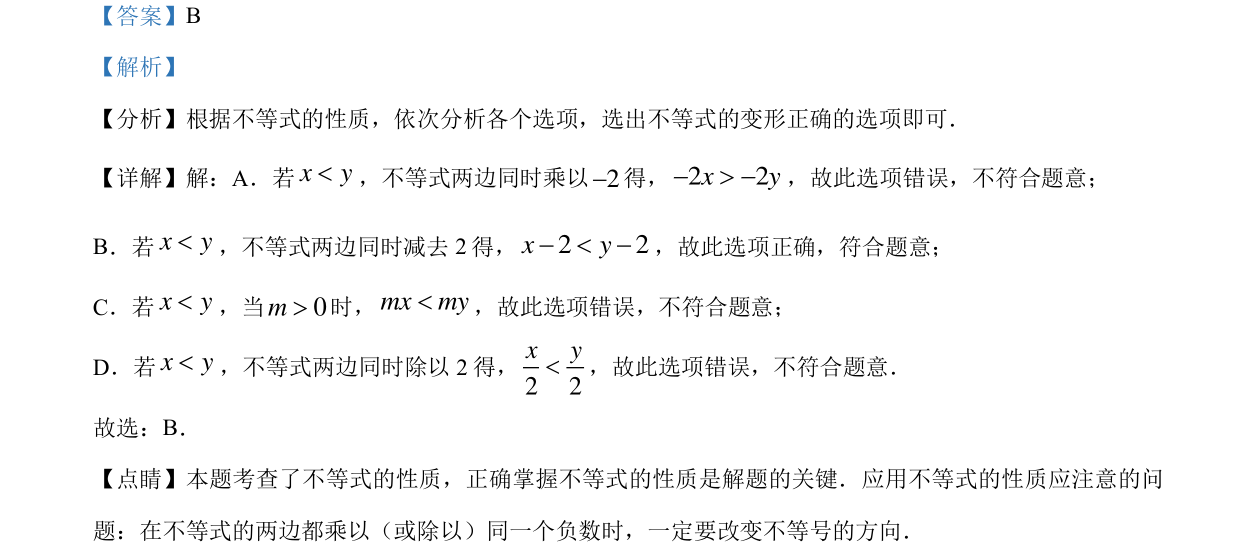 【答案】B
【解析】
【分析】根据不等式的性质，依次分析各个选项，选出不等式的变形正确的选项即可．
【详解】解：A．若 x < y，不等式两边同时乘以 −2 得，−2x > −2y，故此选项错误，不符合题意；
B．若 x < y，不等式两边同时减去 2 得，x − 2 < y − 2，故此选项正确，符合题意；
C．若 x < y，当 m > 0 时，mx < my，故此选项错误，不符合题意；
D．若 x < y，不等式两边同时除以 2 得，x/2 < y/2，故此选项错误，不符合题意．
故选：B．
【点睛】本题考查了不等式的性质，正确掌握不等式的性质是解题的关键．应用不等式的性质应注意的问
题：在不等式的两边都乘以（或除以）同一个负数时，一定要改变不等号的方向．